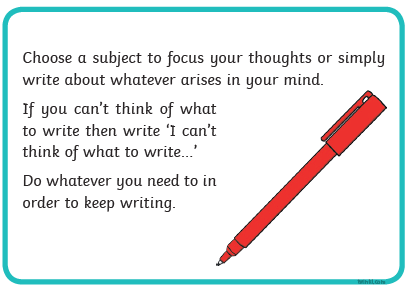 Choose a subject to focus your thoughts or simply
write about whatever arises in your mind.
If you can’t think of what
to write then write ‘I can’t
think of what to write...’
Do whatever you need to in
order to keep writing.